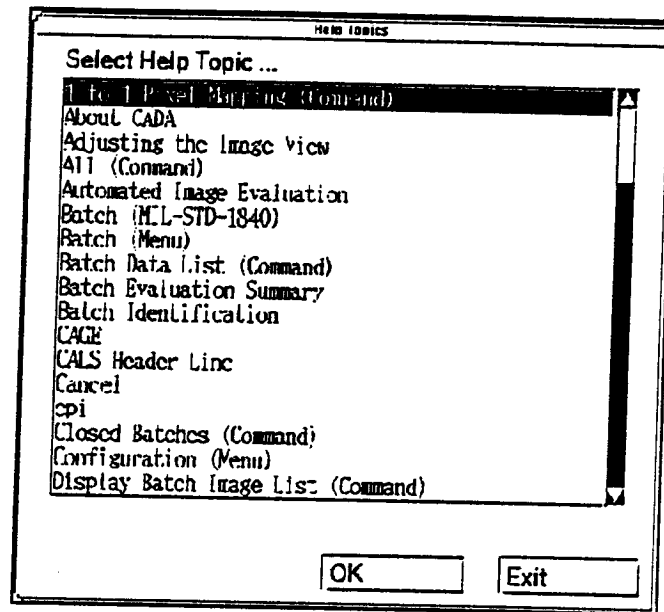 Help Topics
Select Help Topic ...
1 to 1 Pixel Mapping (Command)
About CADA
Adjusting the Image View
All (Command)
Automated Image Evaluation
Batch (MIL-STD-1840)
Batch (Menu)
Batch Data List (Command)
Batch Evaluation Summary
Batch Identification
CAGE
CALS Header Line
Cancel
cpi
Closed Batches (Command)
Configuration (Menu)
Display Batch Image List (Command)
OK
Exit